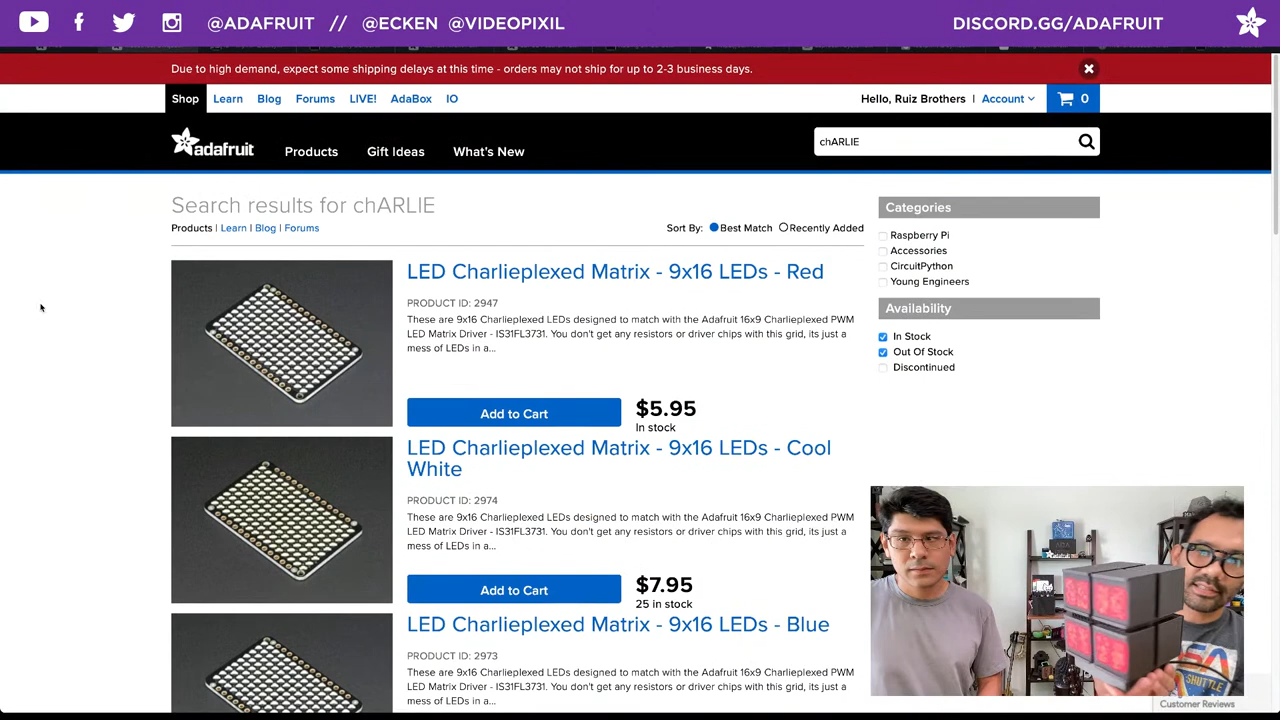 @ADAFRUIT // @ECKEN @VIDEOPIXIL DISCORD.GG/ADAFRUIT
Due to high demand, expect some shipping delays at this time - orders may not ship for up to 2-3 business days.
Shop Learn Blog Forums LIVE! AdaBox IO Hello, Ruiz Brothers | Account 0
adafruit Products Gift Ideas What's New chARLIE
Search results for chARLIE
Products | Learn | Blog | Forums Sort By: Best Match Recently Added
LED Charlieplexed Matrix - 9x16 LEDs - Red
PRODUCT ID: 2947
These are 9x16 Charlieplexed LEDs designed to match with the Adafruit 16x9 Charlieplexed PWM
LED Matrix Driver - IS31FL3731. You don't get any resistors or driver chips with this grid, its just a
mess of LEDs in a...
Add to Cart $5.95
In stock
LED Charlieplexed Matrix - 9x16 LEDs - Cool
White
PRODUCT ID: 2974
These are 9x16 Charlieplexed LEDs designed to match with the Adafruit 16x9 Charlieplexed PWM
LED Matrix Driver - IS31FL3731. You don't get any resistors or driver chips with this grid, its just a
mess of LEDs in a...
Add to Cart $7.95
25 in stock
LED Charlieplexed Matrix - 9x16 LEDs - Blue
PRODUCT ID: 2973
These are 9x16 Charlieplexed LEDs designed to match with the Adafruit 16x9 Charlieplexed PWM
LED Matrix Driver - IS31FL3731. You don't get any resistors or driver chips with this grid, its just a
mess of LEDs in a...
Categories
Raspberry Pi
Accessories
CircuitPython
Young Engineers
Availability
In Stock
Out Of Stock
Discontinued
SHUTTLE
Customer Reviews